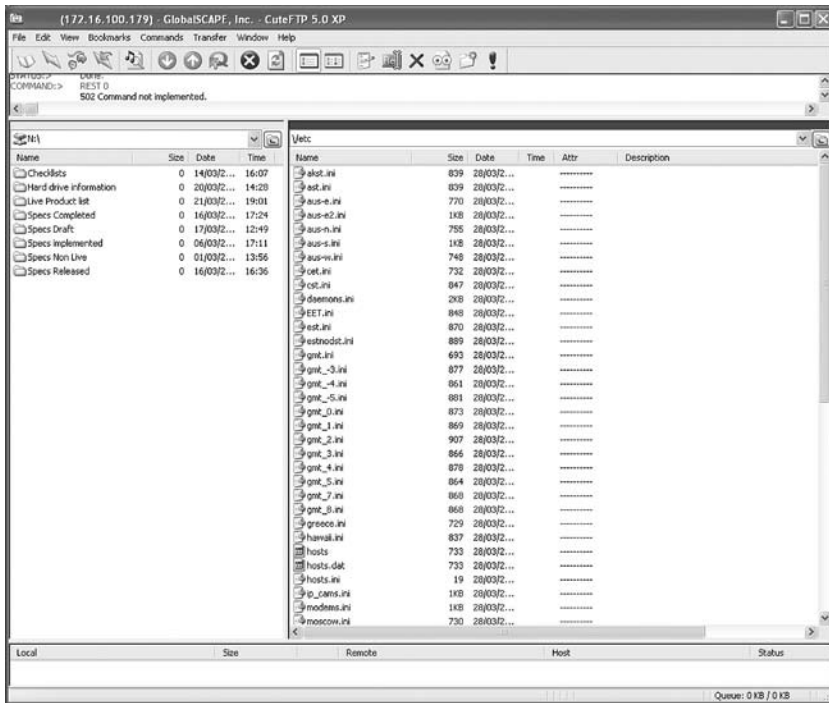 (172.16.100.179) - GlobalSCAPE, Inc. - CuteFTP 5.0 XP
File Edit View Bookmarks Commands Transfer Window Help
STATUS:> Done.
COMMAND:> REST 0
502 Command not implemented.
N:\
Name Size Date Time
Checklists 0 14/03/2... 16:07
Hard drive information 0 20/03/2... 14:28
Live Product list 0 21/03/2... 19:01
Specs Completed 0 16/03/2... 17:24
Specs Draft 0 17/03/2... 12:49
Specs implemented 0 06/03/2... 17:11
Specs Non Live 0 01/03/2... 13:56
Specs Released 0 16/03/2... 16:36
\etc
Name Size Date Time Attr Description
akst.ini 839 28/03/2... ----------
ast.ini 839 28/03/2... ----------
aus-e.ini 770 28/03/2... ----------
aus-e2.ini 1KB 28/03/2... ----------
aus-n.ini 755 28/03/2... ----------
aus-s.ini 1KB 28/03/2... ----------
aus-w.ini 748 28/03/2... ----------
cet.ini 732 28/03/2... ----------
cst.ini 847 28/03/2... ----------
daemons.ini 2KB 28/03/2... ----------
EET.ini 848 28/03/2... ----------
est.ini 870 28/03/2... ----------
estnodst.ini 889 28/03/2... ----------
gmt.ini 693 28/03/2... ----------
gmt_-3.ini 877 28/03/2... ----------
gmt_-4.ini 861 28/03/2... ----------
gmt_-5.ini 881 28/03/2... ----------
gmt_0.ini 873 28/03/2... ----------
gmt_1.ini 869 28/03/2... ----------
gmt_2.ini 907 28/03/2... ----------
gmt_3.ini 866 28/03/2... ----------
gmt_4.ini 878 28/03/2... ----------
gmt_5.ini 864 28/03/2... ----------
gmt_7.ini 868 28/03/2... ----------
gmt_8.ini 868 28/03/2... ----------
greece.ini 729 28/03/2... ----------
hawaii.ini 837 28/03/2... ----------
hosts 733 28/03/2... ----------
hosts.dat 733 28/03/2... ----------
hosts.ini 19 28/03/2... ----------
ip_cams.ini 1KB 28/03/2... ----------
modems.ini 1KB 28/03/2... ----------
moscow.ini 730 28/03/2... ----------
Local Size Remote Host Status
Queue: 0 KB / 0 KB